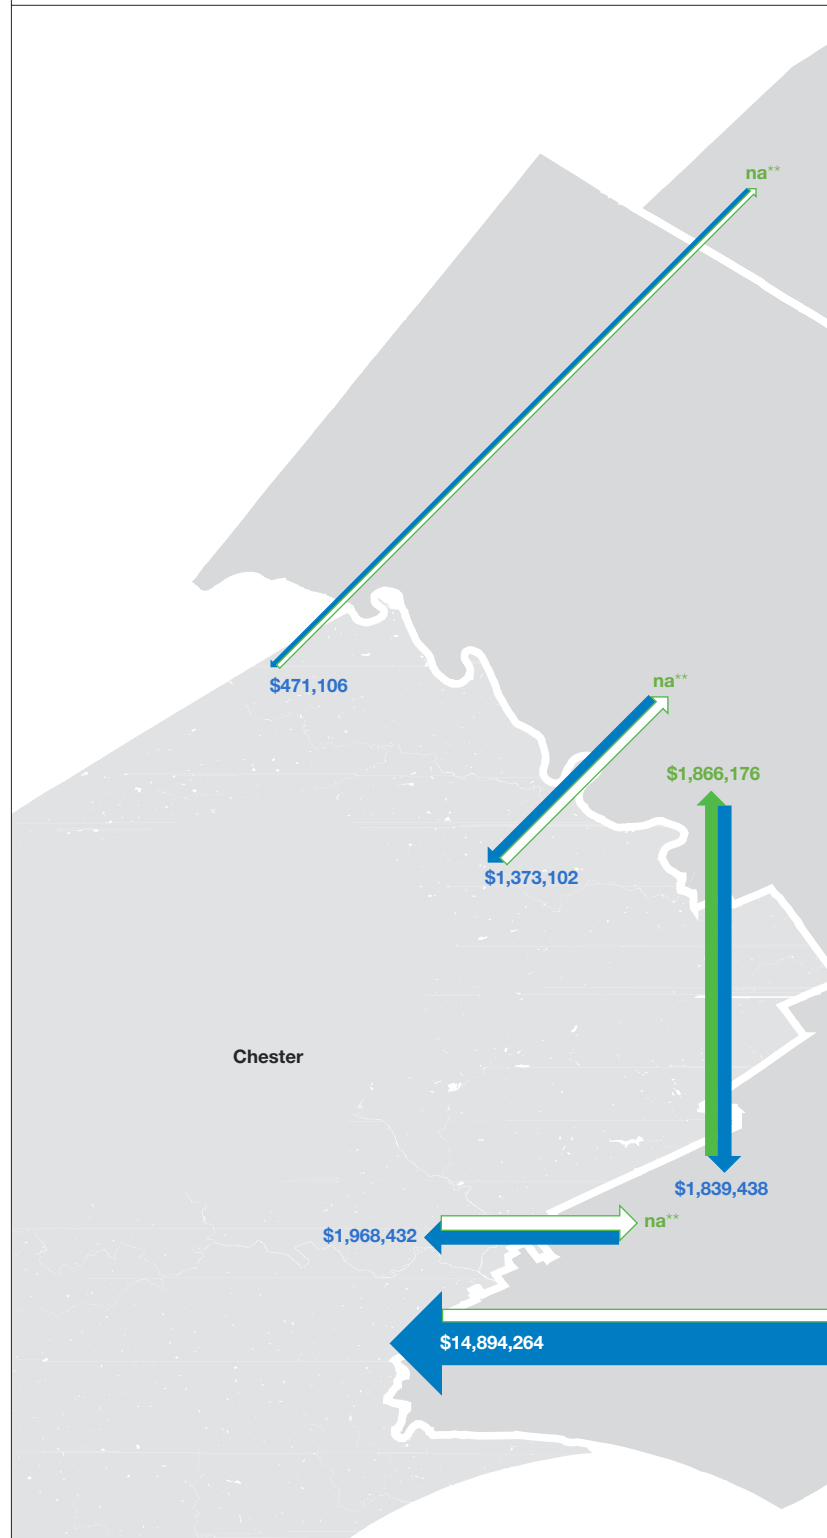 na**
$471,106
na**
$1,866,176
$1,373,102
Chester
$1,839,438
na**
$1,968,432
$14,894,264